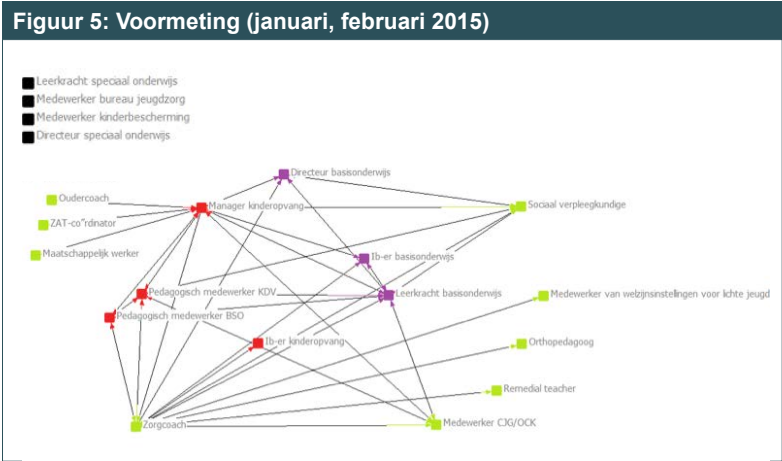 Figuur 5: Voormeting (januari, februari 2015)
Leerkracht speciaal onderwijs
Medewerker bureau jeugdzorg
Medewerker kinderbescherming
Directeur speciaal onderwijs
Directeur basisonderwijs
Oudercoach
Manager kinderopvang
Sociaal verpleegkundige
ZAT-co"rdinator
Maatschappelijk werker
Ib-er basisonderwijs
Pedagogisch medewerker KDV
Leerkracht basisonderwijs
Medewerker van welzijnsinstellingen voor lichte jeugd
Pedagogisch medewerker BSO
Ib-er kinderopvang
Orthopedagoog
Remedial teacher
Zorgcoach
Medewerker CJG/OCK